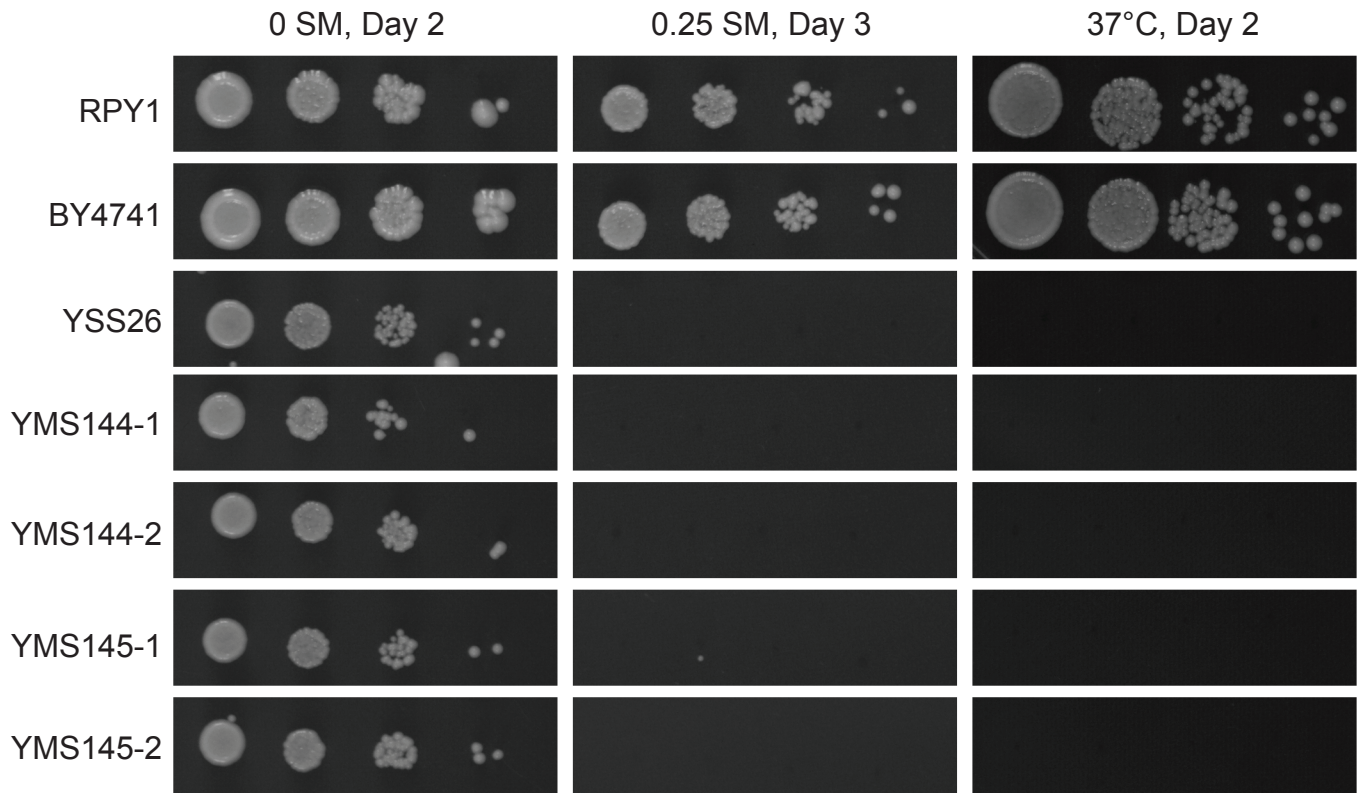 0 SM, Day 2 0.25 SM, Day 3 37°C, Day 2
RPY1
BY4741
YSS26
YMS144-1
YMS144-2
YMS145-1
YMS145-2